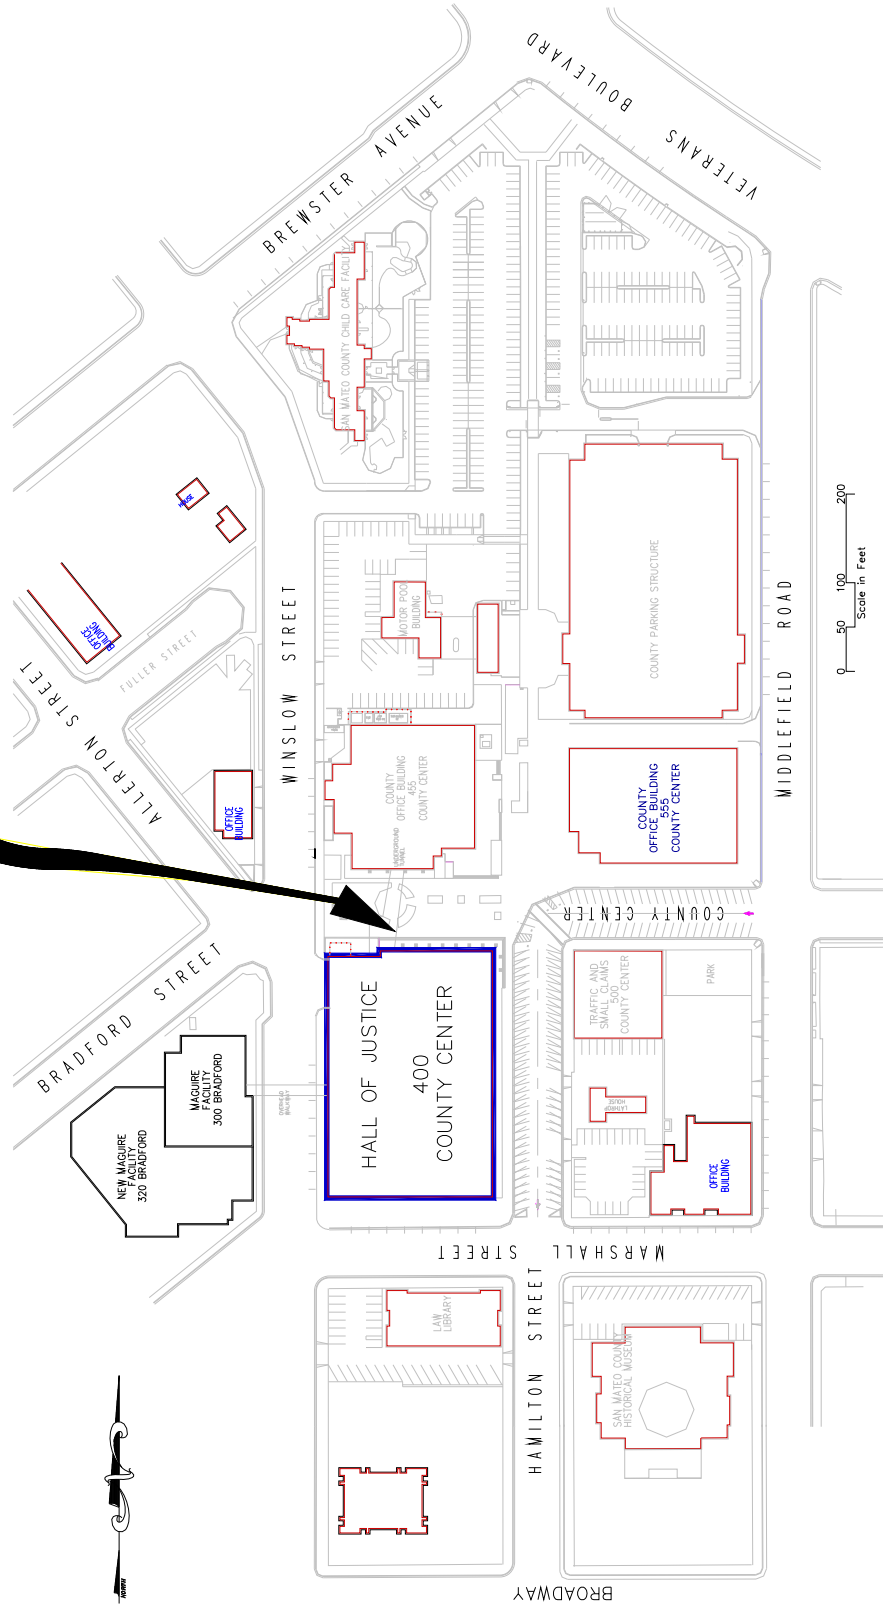 VETERANS BOULEVARD
BREWSTER AVENUE
SAN MATEO COUNTY CHILD CARE FACILITY
HOUSE
OFFICE
BUILDING
FULLER STREET
ALLERTON STREET
WINSLOW STREET
MOTOR POOL
BUILDING
COUNTY PARKING STRUCTURE
MIDDLEFIELD ROAD
0 50 100 200
Scale in Feet
OFFICE
BUILDING
COUNTY
OFFICE BUILDING
455
COUNTY CENTER
UNDERGROUND
TUNNEL
COUNTY
OFFICE BUILDING
555
COUNTY CENTER
COUNTY CENTER
BRADFORD STREET
HALL OF JUSTICE
400
COUNTY CENTER
TRAFFIC AND
SMALL CLAIMS
500
COUNTY CENTER
PARK
MAGUIRE
FACILITY
300 BRADFORD
NEW MAGUIRE
FACILITY
320 BRADFORD
OVERHEAD
WALKWAY
LATHROP
HOUSE
OFFICE
BUILDING
MARSHALL STREET
HAMILTON STREET
LAW
LIBRARY
SAN MATEO COUNTY
HISTORICAL MUSEUM
BROADWAY
NORTH